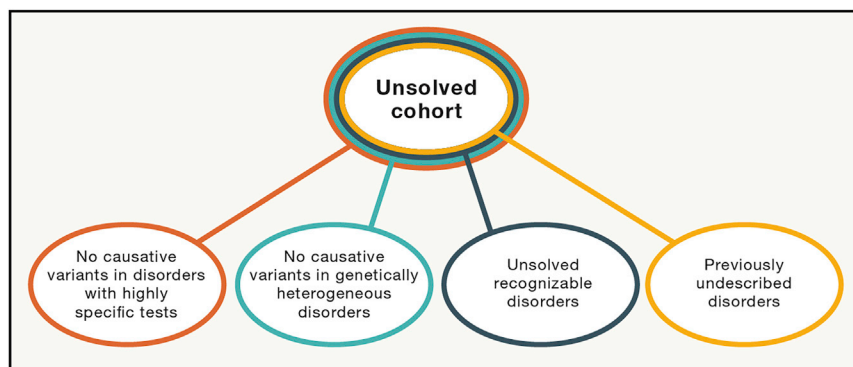 Unsolved
cohort
No causative
variants in disorders
with highly
specific tests
No causative
variants in genetically
heterogeneous
disorders
Unsolved
recognizable
disorders
Previously
undescribed
disorders